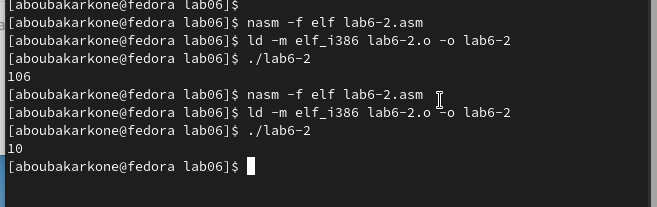 [aboubakarkone@fedora lab06]$
[aboubakarkone@fedora lab06]$ nasm -f elf lab6-2.asm
[aboubakarkone@fedora lab06]$ ld -m elf_i386 lab6-2.o -o lab6-2
[aboubakarkone@fedora lab06]$ ./lab6-2
106
[aboubakarkone@fedora lab06]$ nasm -f elf lab6-2.asm
[aboubakarkone@fedora lab06]$ ld -m elf_i386 lab6-2.o -o lab6-2
[aboubakarkone@fedora lab06]$ ./lab6-2
10
[aboubakarkone@fedora lab06]$